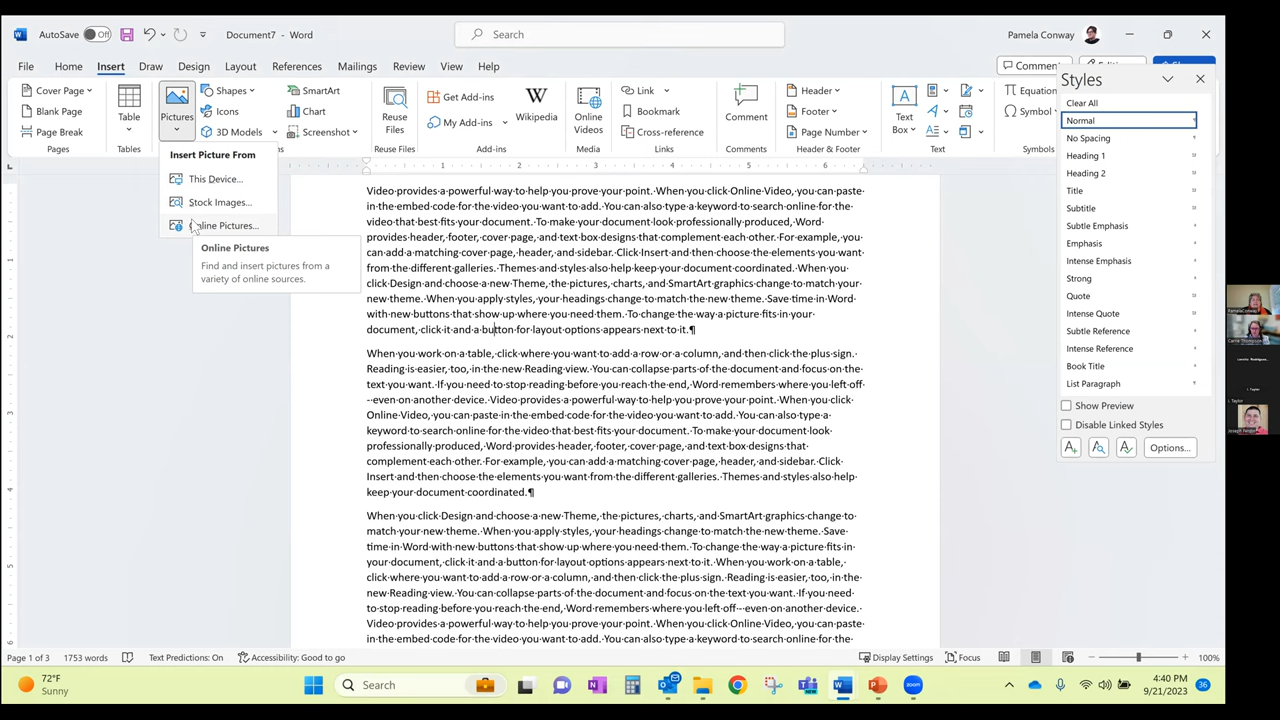 AutoSave Off Document7 - Word Search Pamela Conway
File Home Insert Draw Design Layout References Mailings Review View Help
Cover Page
Blank Page
Page Break
Pages
Table
Tables
Pictures
Shapes
Icons
3D Models
SmartArt
Chart
Screenshot
Reuse
Files
Reuse Files
Get Add-ins
My Add-ins
Wikipedia
Add-ins
Online
Videos
Media
Link
Bookmark
Cross-reference
Links
Comment
Comments
Header
Footer
Page Number
Header & Footer
Text
Box
Text
Equation
Symbol
Symbols
Insert Picture From
This Device...
Stock Images...
Online Pictures...
Online Pictures
Find and insert pictures from a
variety of online sources.
Video·provides·a·powerful·way·to·help·you·prove·your·point.·When·you·click·Online·Video,·you·can·paste·
in·the·embed·code·for·the·video·you·want·to·add.·You·can·also·type·a·keyword·to·search·online·for·the·
video·that·best·fits·your·document.·To·make·your·document·look·professionally·produced,·Word·
provides·header,·footer,·cover·page,·and·text·box·designs·that·complement·each·other.·For·example,·you·
can·add·a·matching·cover·page,·header,·and·sidebar.·Click·Insert·and·then·choose·the·elements·you·want·
from·the·different·galleries.·Themes·and·styles·also·help·keep·your·document·coordinated.·When·you·
click·Design·and·choose·a·new·Theme,·the·pictures,·charts,·and·SmartArt·graphics·change·to·match·your·
new·theme.·When·you·apply·styles,·your·headings·change·to·match·the·new·theme.·Save·time·in·Word·
with·new·buttons·that·show·up·where·you·need·them.·To·change·the·way·a·picture·fits·in·your·
document,·click·it·and·a·button·for·layout·options·appears·next·to·it.¶
When·you·work·on·a·table,·click·where·you·want·to·add·a·row·or·a·column,·and·then·click·the·plus·sign.·
Reading·is·easier,·too,·in·the·new·Reading·view.·You·can·collapse·parts·of·the·document·and·focus·on·the·
text·you·want.·If·you·need·to·stop·reading·before·you·reach·the·end,·Word·remembers·where·you·left·off·
--even·on·another·device.·Video·provides·a·powerful·way·to·help·you·prove·your·point.·When·you·click·
Online·Video,·you·can·paste·in·the·embed·code·for·the·video·you·want·to·add.·You·can·also·type·a·
keyword·to·search·online·for·the·video·that·best·fits·your·document.·To·make·your·document·look·
professionally·produced,·Word·provides·header,·footer,·cover·page,·and·text·box·designs·that·
complement·each·other.·For·example,·you·can·add·a·matching·cover·page,·header,·and·sidebar.·Click·
Insert·and·then·choose·the·elements·you·want·from·the·different·galleries.·Themes·and·styles·also·help·
keep·your·document·coordinated.¶
When·you·click·Design·and·choose·a·new·Theme,·the·pictures,·charts,·and·SmartArt·graphics·change·to·
match·your·new·theme.·When·you·apply·styles,·your·headings·change·to·match·the·new·theme.·Save·
time·in·Word·with·new·buttons·that·show·up·where·you·need·them.·To·change·the·way·a·picture·fits·in·
your·document,·click·it·and·a·button·for·layout·options·appears·next·to·it.·When·you·work·on·a·table,·
click·where·you·want·to·add·a·row·or·a·column,·and·then·click·the·plus·sign.·Reading·is·easier,·too,·in·the·
new·Reading·view.·You·can·collapse·parts·of·the·document·and·focus·on·the·text·you·want.·If·you·need·
to·stop·reading·before·you·reach·the·end,·Word·remembers·where·you·left·off·--even·on·another·device.·
Video·provides·a·powerful·way·to·help·you·prove·your·point.·When·you·click·Online·Video,·you·can·paste·
in·the·embed·code·for·the·video·you·want·to·add.·You·can·also·type·a·keyword·to·search·online·for·the·
Styles
Clear All
Normal
No Spacing
Heading 1
Heading 2
Title
Subtitle
Subtle Emphasis
Emphasis
Intense Emphasis
Strong
Quote
Intense Quote
Subtle Reference
Intense Reference
Book Title
List Paragraph
Show Preview
Disable Linked Styles
Options...
Page 1 of 3 1753 words Text Predictions: On Accessibility: Good to go Display Settings Focus 100%
72°F
Sunny
Search
4:40 PM
9/21/2023
36
PamelaConway
I. Taylor
I. Taylor